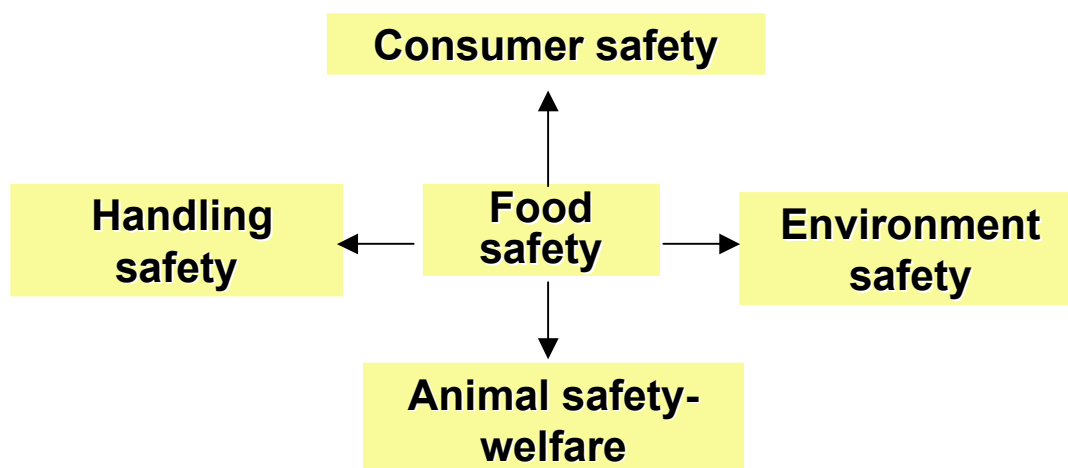 Consumer safety
Handling
safety
Food
safety
Environment
safety
Animal safety-
welfare